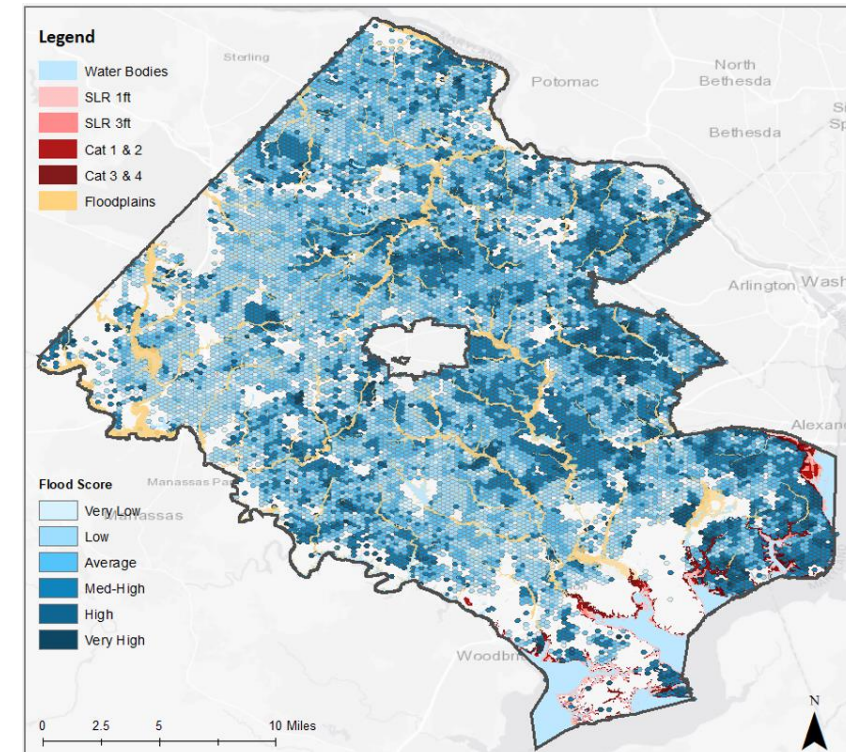 Legend
Water Bodies
SLR 1ft
SLR 3ft
Cat 1 & 2
Cat 3 & 4
Floodplains
Sterling
Potomac
North
Bethesda
Bethesda
Arlington
Manassas
Flood Score
Very Low
Low
Average
Med-High
High
Very High
N
0 2.5 5 10 Miles